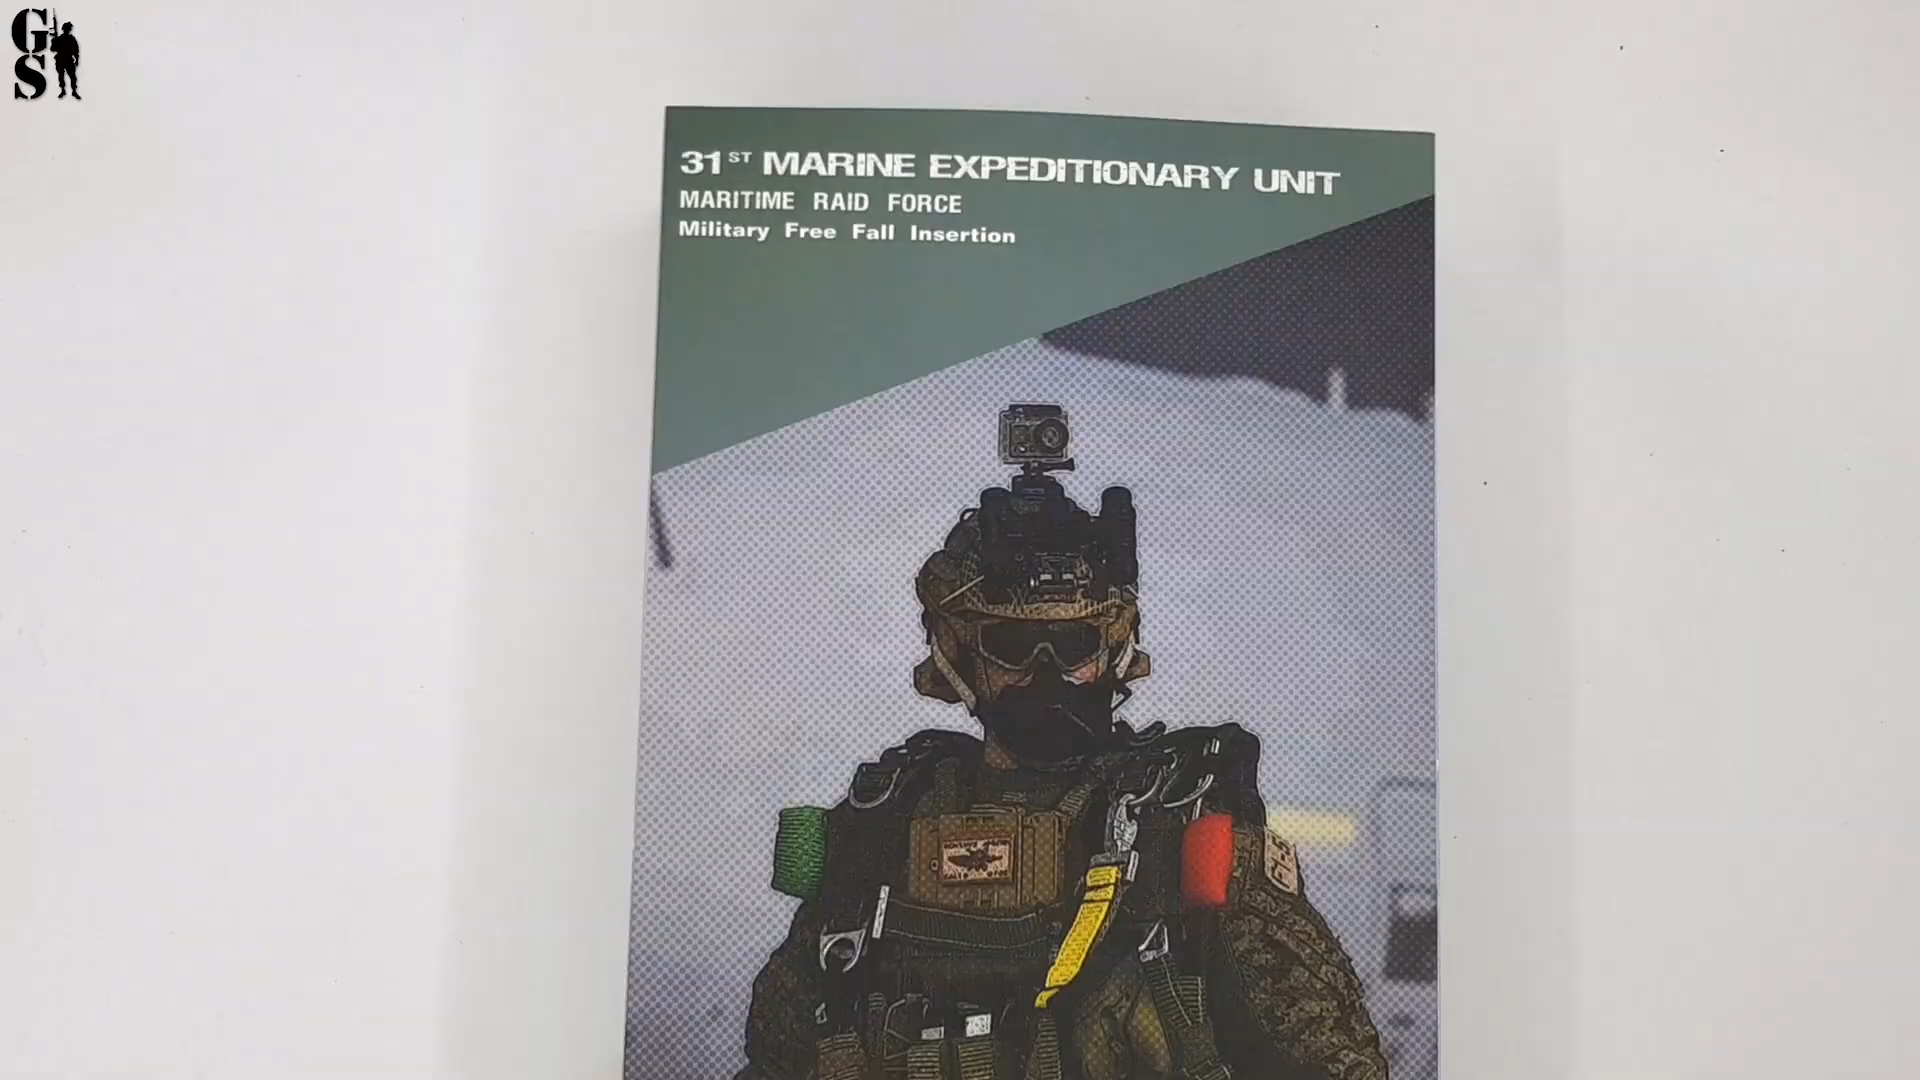 GS
31ST MARINE EXPEDITIONARY UNIT
MARITIME RAID FORCE
Military Free Fall Insertion